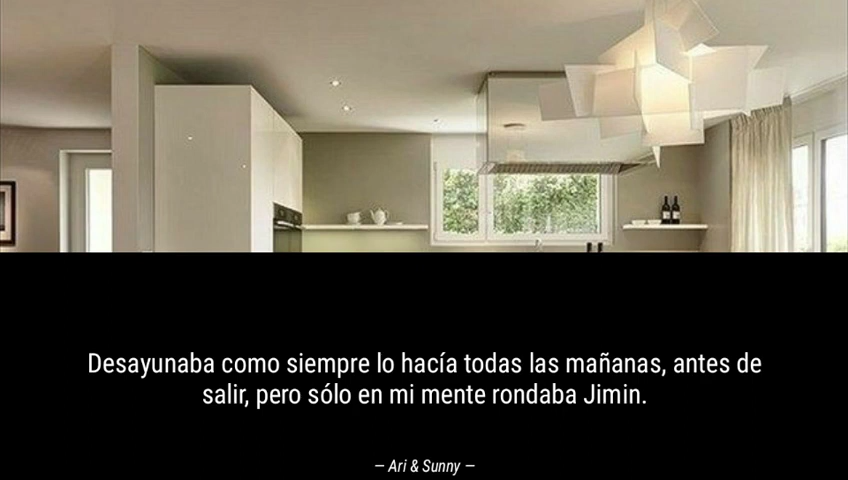 Desayunaba como siempre lo hacía todas las mañanas, antes de
salir, pero sólo en mi mente rondaba Jimin.
— Ari & Sunny —